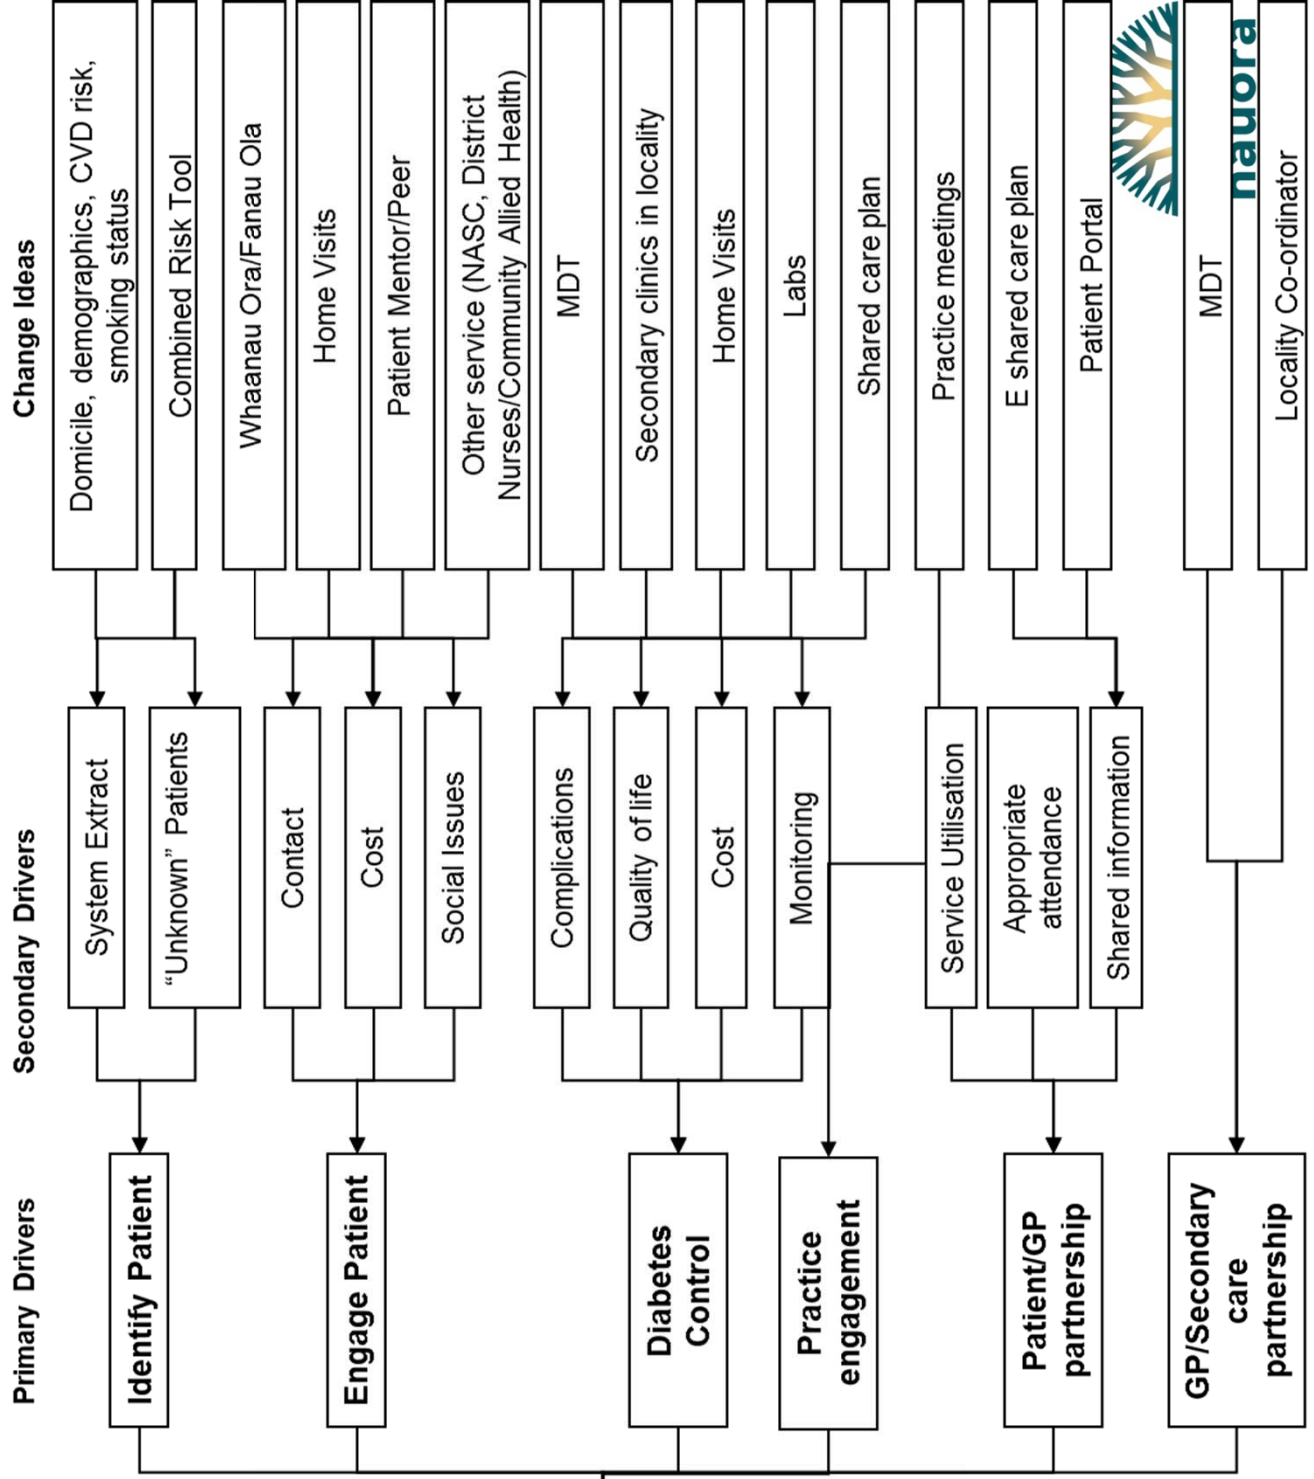 Primary Drivers
Secondary Drivers
Change Ideas
Identify Patient
Engage Patient
Diabetes
Control
Practice
engagement
Patient/GP
partnership
GP/Secondary
care
partnership
System Extract
“Unknown” Patients
Contact
Cost
Social Issues
Complications
Quality of life
Cost
Monitoring
Service Utilisation
Appropriate
attendance
Shared information
Domicile, demographics, CVD risk,
smoking status
Combined Risk Tool
Whaanau Ora/Fanau Ola
Home Visits
Patient Mentor/Peer
Other service (NASC, District
Nurses/Community Allied Health)
MDT
Secondary clinics in locality
Home Visits
Labs
Shared care plan
Practice meetings
E shared care plan
Patient Portal
MDT
Locality Co-ordinator
nauora